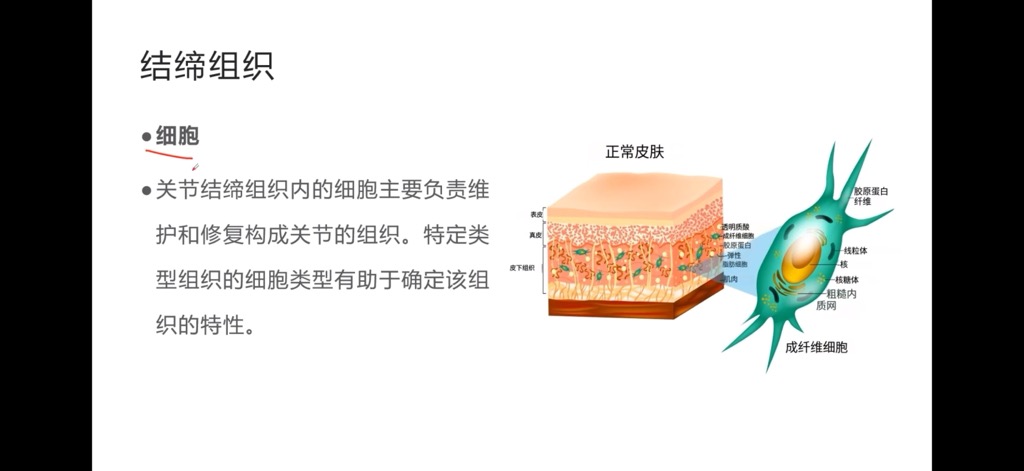 结缔组织
●细胞
●关节结缔组织内的细胞主要负责维
护和修复构成关节的组织。特定类
型组织的细胞类型有助于确定该组
织的特性。
正常皮肤
表皮
真皮
皮下组织
透明质酸
成纤维细胞
胶原蛋白
弹性
脂肪细胞
肌肉
胶原蛋白
纤维
线粒体
核
核糖体
粗糙内
质网
成纤维细胞